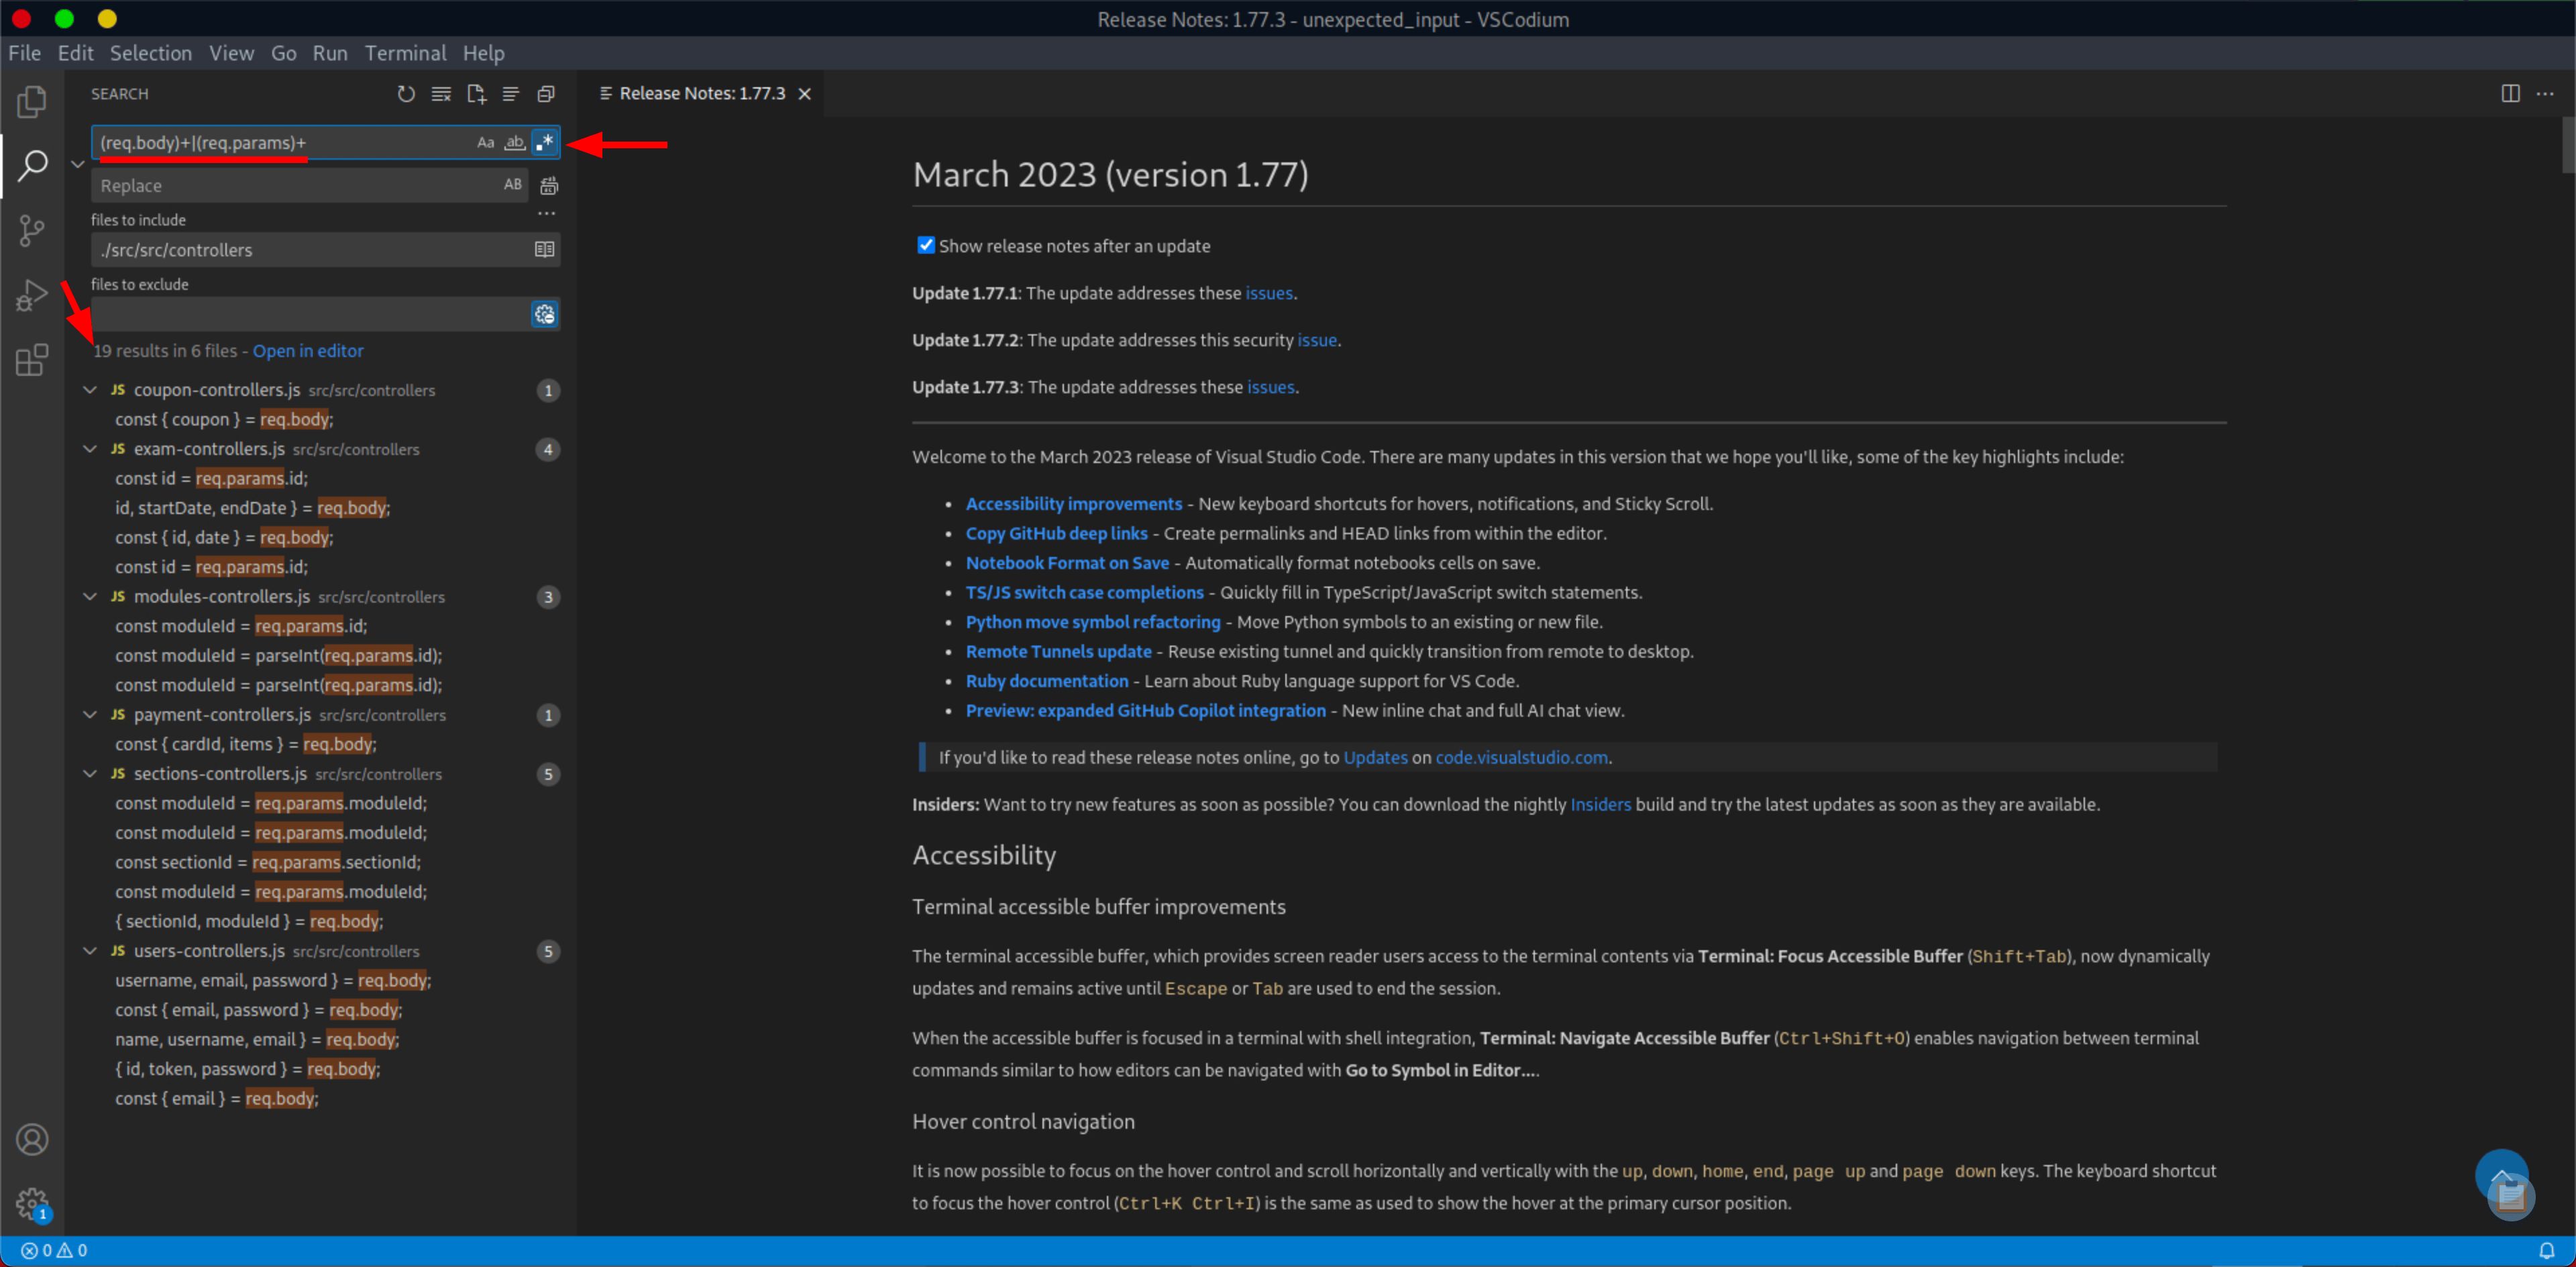 Release Notes: 1.77.3 - unexpected_input - VSCodium
File Edit Selection View Go Run Terminal Help
SEARCH
(req.body)+|(req.params)+
Aa ab .*
Replace
AB
files to include
./src/src/controllers
files to exclude
19 results in 6 files - Open in editor
JS coupon-controllers.js src/src/controllers 1
const { coupon } = req.body;
JS exam-controllers.js src/src/controllers 4
const id = req.params.id;
id, startDate, endDate } = req.body;
const { id, date } = req.body;
const id = req.params.id;
JS modules-controllers.js src/src/controllers 3
const moduleId = req.params.id;
const moduleId = parseInt(req.params.id);
const moduleId = parseInt(req.params.id);
JS payment-controllers.js src/src/controllers 1
const { cardId, items } = req.body;
JS sections-controllers.js src/src/controllers 5
const moduleId = req.params.moduleId;
const moduleId = req.params.moduleId;
const sectionId = req.params.sectionId;
const moduleId = req.params.moduleId;
{ sectionId, moduleId } = req.body;
JS users-controllers.js src/src/controllers 5
username, email, password } = req.body;
const { email, password } = req.body;
name, username, email } = req.body;
{ id, token, password } = req.body;
const { email } = req.body;
1
0 0
Release Notes: 1.77.3
March 2023 (version 1.77)
Show release notes after an update
Update 1.77.1: The update addresses these issues.
Update 1.77.2: The update addresses this security issue.
Update 1.77.3: The update addresses these issues.
Welcome to the March 2023 release of Visual Studio Code. There are many updates in this version that we hope you'll like, some of the key highlights include:
• Accessibility improvements - New keyboard shortcuts for hovers, notifications, and Sticky Scroll.
• Copy GitHub deep links - Create permalinks and HEAD links from within the editor.
• Notebook Format on Save - Automatically format notebooks cells on save.
• TS/JS switch case completions - Quickly fill in TypeScript/JavaScript switch statements.
• Python move symbol refactoring - Move Python symbols to an existing or new file.
• Remote Tunnels update - Reuse existing tunnel and quickly transition from remote to desktop.
• Ruby documentation - Learn about Ruby language support for VS Code.
• Preview: expanded GitHub Copilot integration - New inline chat and full AI chat view.
If you'd like to read these release notes online, go to Updates on code.visualstudio.com.
Insiders: Want to try new features as soon as possible? You can download the nightly Insiders build and try the latest updates as soon as they are available.
Accessibility
Terminal accessible buffer improvements
The terminal accessible buffer, which provides screen reader users access to the terminal contents via Terminal: Focus Accessible Buffer (Shift+Tab), now dynamically
updates and remains active until Escape or Tab are used to end the session.
When the accessible buffer is focused in a terminal with shell integration, Terminal: Navigate Accessible Buffer (Ctrl+Shift+O) enables navigation between terminal
commands similar to how editors can be navigated with Go to Symbol in Editor....
Hover control navigation
It is now possible to focus on the hover control and scroll horizontally and vertically with the up, down, home, end, page up and page down keys. The keyboard shortcut
to focus the hover control (Ctrl+K Ctrl+I) is the same as used to show the hover at the primary cursor position.